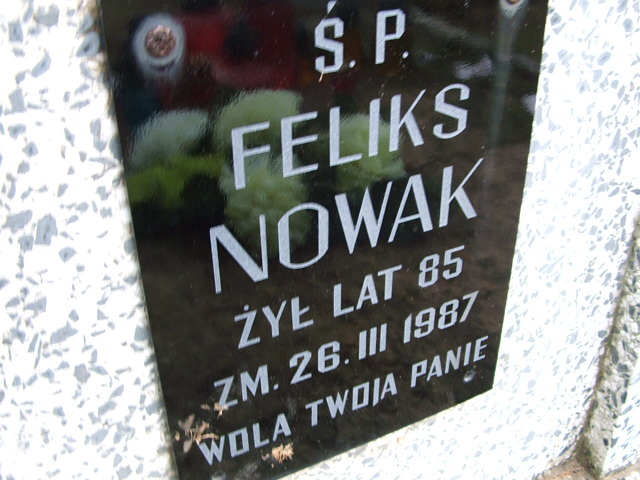 Ś. P.
FELIKS
NOWAK
ŻYŁ LAT 85
ZM. 26. III 1987
WOLA TWOJA PANIE